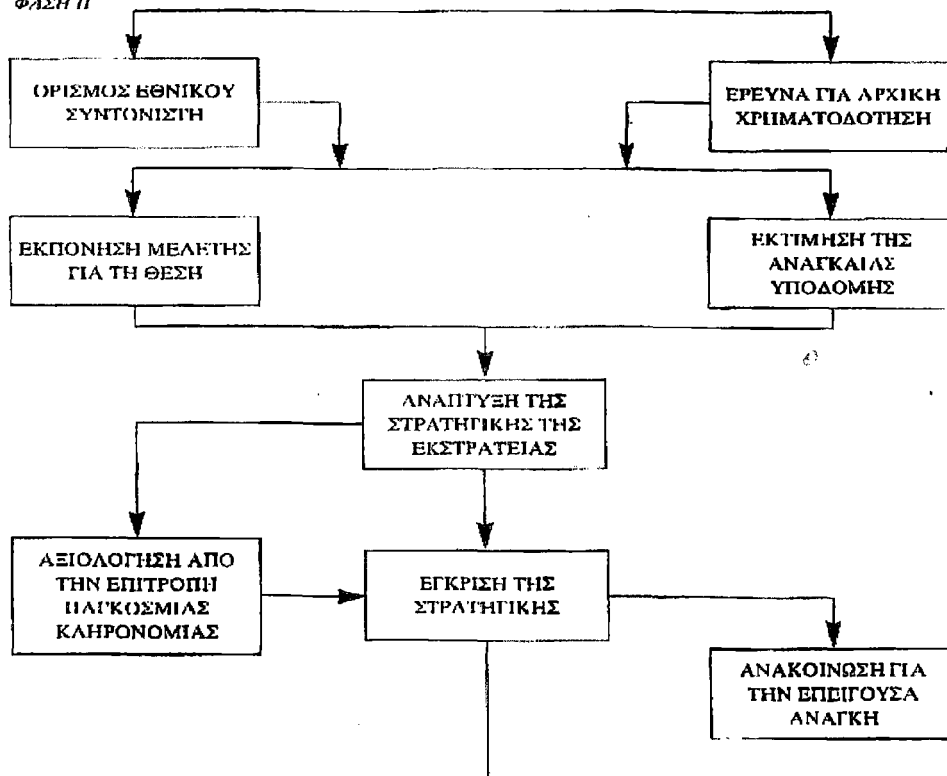 ΦΑΣΗ ΙΙ
ΟΡΙΣΜΟΣ ΕΘΝΙΚΟΥ
ΣΥΝΤΟΝΙΣΤΗ
ΕΡΕΥΝΑ ΓΙΑ ΑΡΧΙΚΗ
ΧΡΗΜΑΤΟΔΟΤΗΣΗ
ΕΚΠΟΝΗΣΗ ΜΕΛΕΤΗΣ
ΓΙΑ ΤΗ ΘΕΣΗ
ΕΚΤΙΜΗΣΗ ΤΗΣ
ΑΝΑΓΚΑΙΑΣ
ΥΠΟΔΟΜΗΣ
ΑΝΑΠΤΥΞΗ ΤΗΣ
ΣΤΡΑΤΗΓΙΚΗΣ ΤΗΣ
ΕΚΣΤΡΑΤΕΙΑΣ
ΑΞΙΟΛΟΓΗΣΗ ΑΠΟ
ΤΗΝ ΕΠΙΤΡΟΠΗ
ΠΑΓΚΟΣΜΙΑΣ
ΚΛΗΡΟΝΟΜΙΑΣ
ΕΓΚΡΙΣΗ ΤΗΣ
ΣΤΡΑΤΗΓΙΚΗΣ
ΑΝΑΚΟΙΝΩΣΗ ΓΙΑ
ΤΗΝ ΕΠΕΙΓΟΥΣΑ
ΑΝΑΓΚΗ